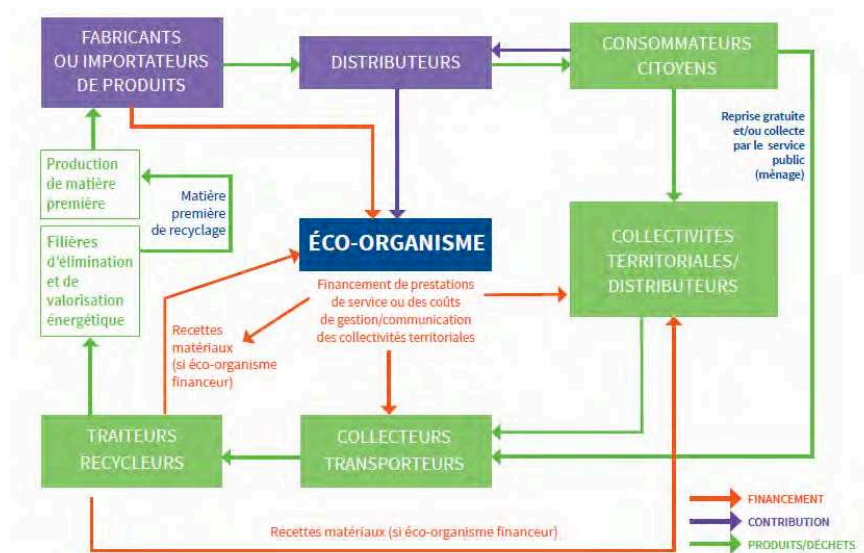 FABRICANTS
OU IMPORTATEURS
DE PRODUITS
DISTRIBUTEURS
CONSOMMATEURS
CITOYENS
Reprise gratuite
et/ou collecte
par le service
public
(ménage)
Production
de matière
première
Matière
première
de recyclage
Filières
d'élimination
et de
valorisation
énergétique
ÉCO-ORGANISME
COLLECTIVITÉS
TERRITORIALES/
DISTRIBUTEURS
Financement de prestations
de service ou des coûts
de gestion/communication
des collectivités territoriales
Recettes
matériaux
(si éco-organisme
financeur)
TRAITEURS
RECYCLEURS
COLLECTEURS
TRANSPORTEURS
Recettes matériaux (si éco-organisme financeur)
FINANCEMENT
CONTRIBUTION
PRODUITS/DÉCHETS